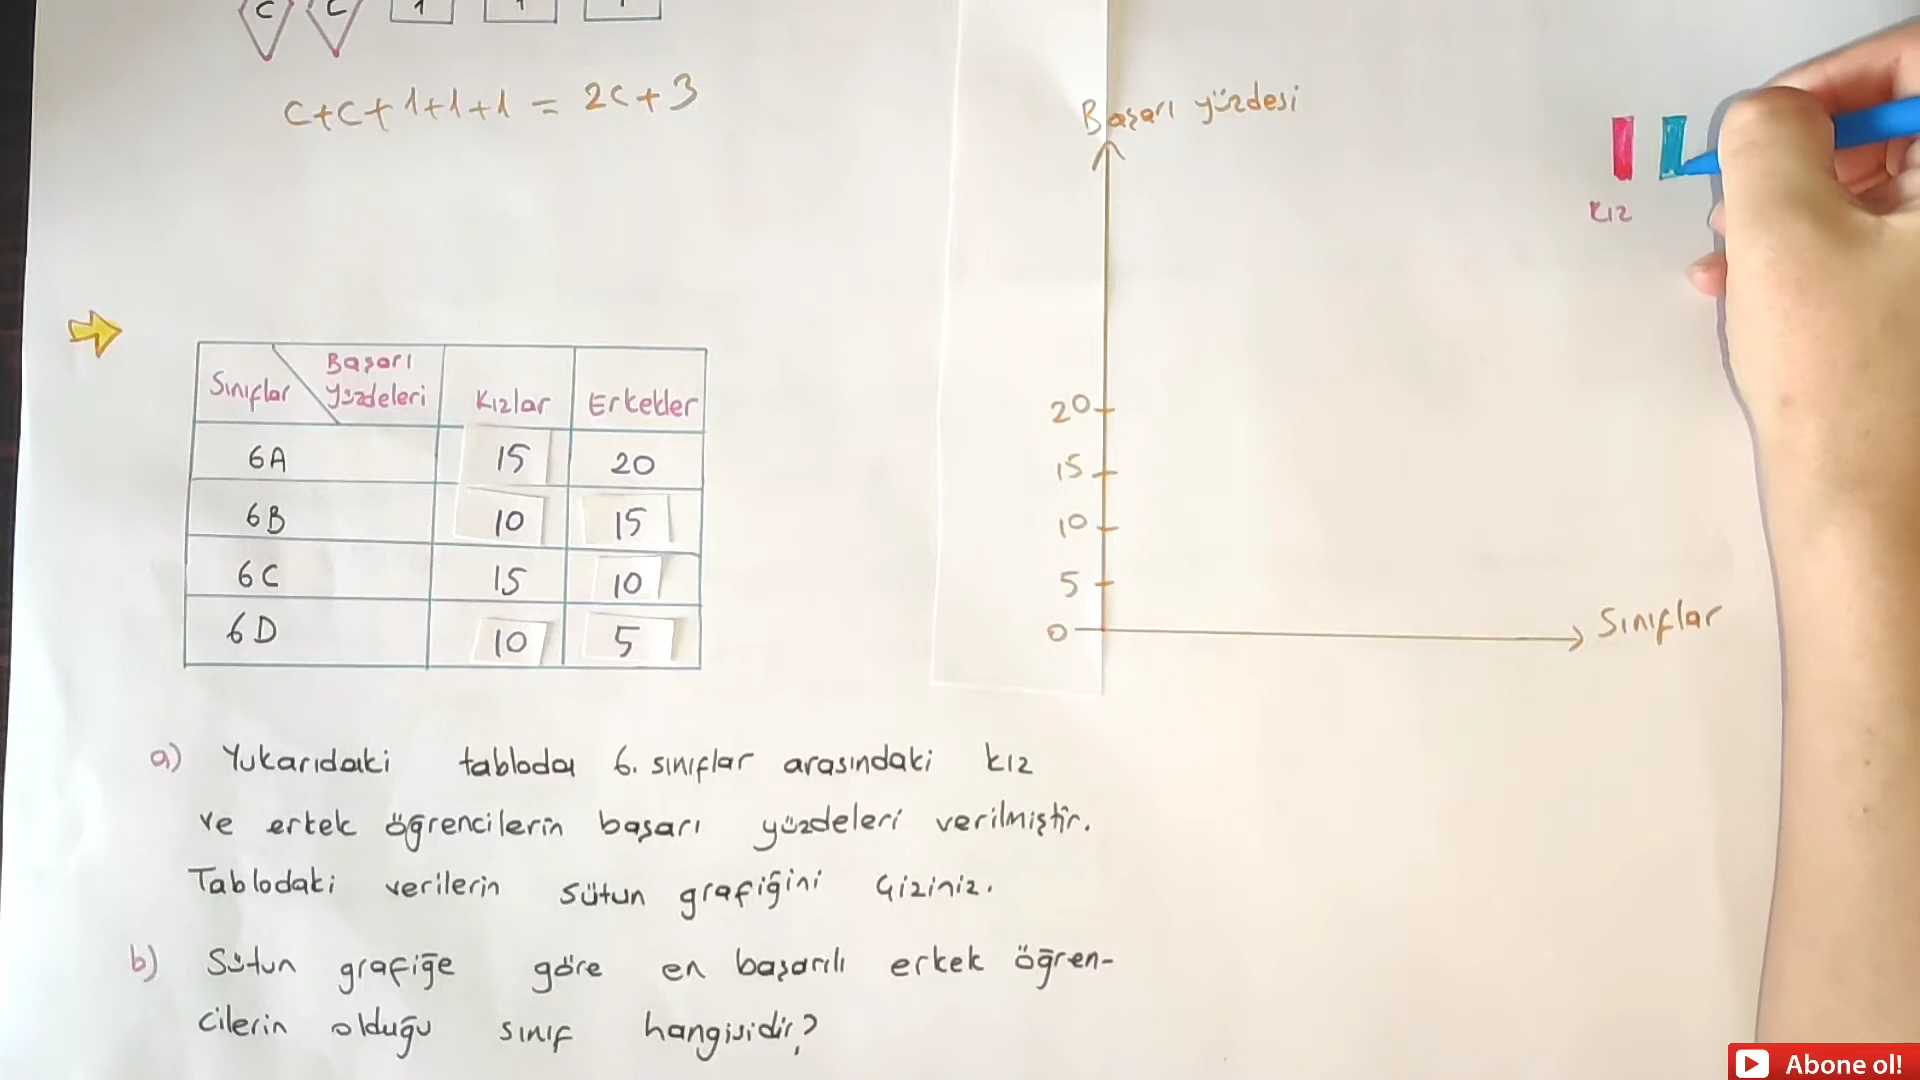 C C 1 1 1
c+c+1+1+1 = 2c+3
Sınıflar Başarı yüzdeleri Kızlar Erkekler
6A 15 20
6B 10 15
6C 15 10
6D 10 5
a) Yukarıdaki tabloda 6. sınıflar arasındaki kız
ve erkek öğrencilerin başarı yüzdeleri verilmiştir.
Tablodaki verilerin sütun grafiğini çiziniz.
b) Sütun grafiğe göre en başarılı erkek öğren-
cilerin olduğu sınıf hangisidir?
Başarı yüzdesi
20
15
10
5
0
Sınıflar
kız
Abone ol!